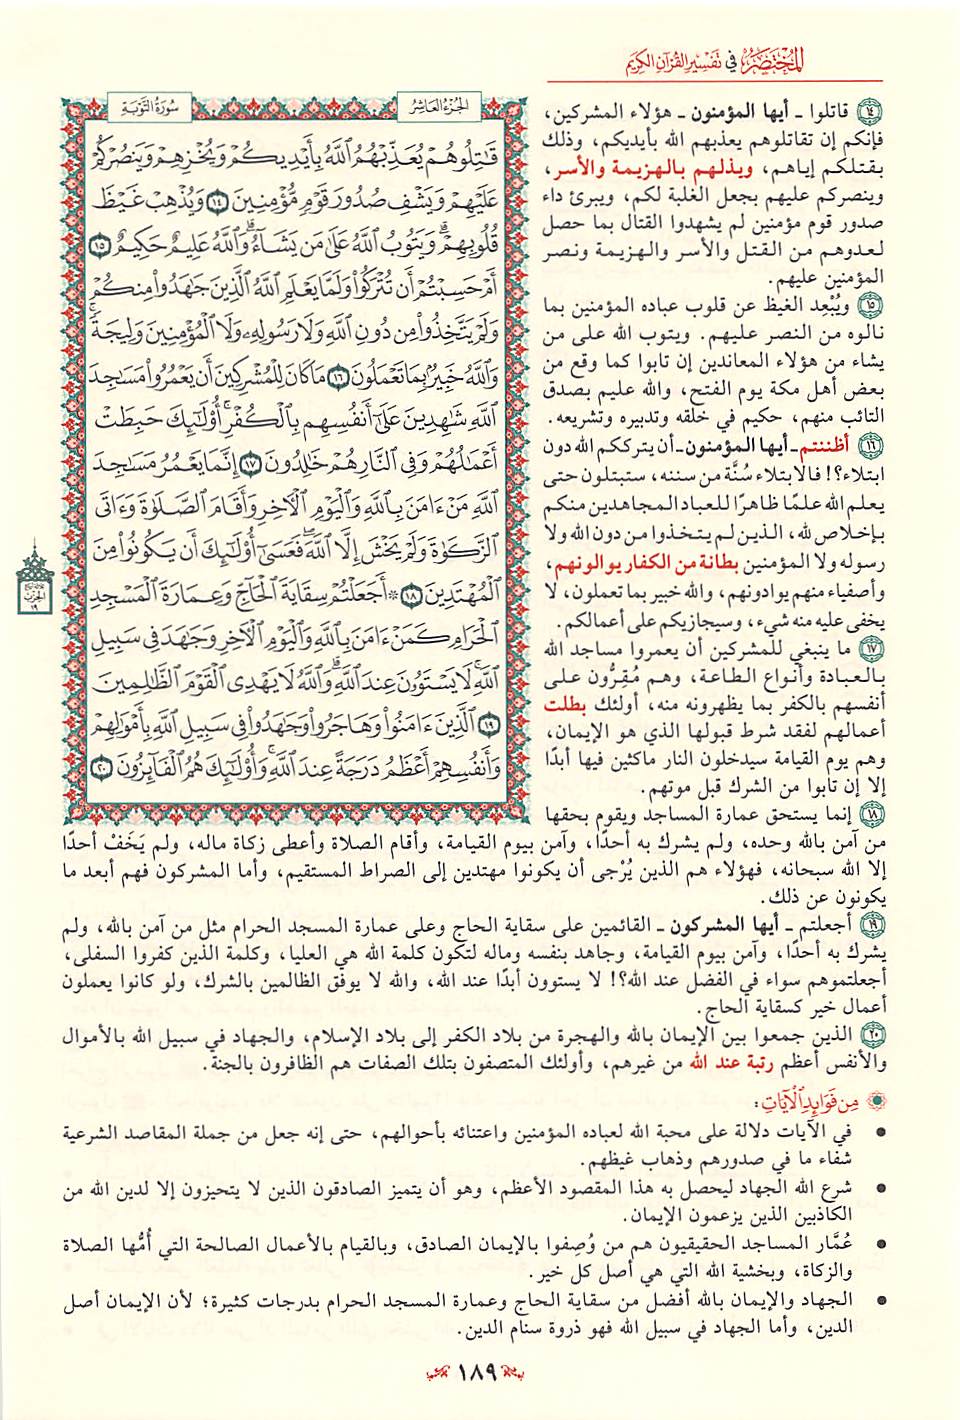 المختصر في تفسير القرآن الكريم
الجزء العاشر
سورة التوبة
قَٰتِلُوهُمْ يُعَذِّبْهُمُ ٱللَّهُ بِأَيْدِيكُمْ وَيُخْزِهِمْ وَيَنصُرْكُمْ
عَلَيْهِمْ وَيَشْفِ صُدُورَ قَوْمٍ مُّؤْمِنِينَ ١٤ وَيُذْهِبْ غَيْظَ
قُلُوبِهِمْ ۗ وَيَتُوبُ ٱللَّهُ عَلَىٰ مَن يَشَآءُ ۗ وَٱللَّهُ عَلِيمٌ حَكِيمٌ ١٥
أَمْ حَسِبْتُمْ أَن تُتْرَكُوا۟ وَلَمَّا يَعْلَمِ ٱللَّهُ ٱلَّذِينَ جَٰهَدُوا۟ مِنكُمْ
وَلَمْ يَتَّخِذُوا۟ مِن دُونِ ٱللَّهِ وَلَا رَسُولِهِۦ وَلَا ٱلْمُؤْمِنِينَ وَلِيجَةً ۚ
وَٱللَّهُ خَبِيرٌۢ بِمَا تَعْمَلُونَ ١٦ مَا كَانَ لِلْمُشْرِكِينَ أَن يَعْمُرُوا۟ مَسَٰجِدَ
ٱللَّهِ شَٰهِدِينَ عَلَىٰٓ أَنفُسِهِم بِٱلْكُفْرِ ۚ أُو۟لَٰٓئِكَ حَبِطَتْ
أَعْمَٰلُهُمْ وَفِى ٱلنَّارِ هُمْ خَٰلِدُونَ ١٧ إِنَّمَا يَعْمُرُ مَسَٰجِدَ
ٱللَّهِ مَنْ ءَامَنَ بِٱللَّهِ وَٱلْيَوْمِ ٱلْءَاخِرِ وَأَقَامَ ٱلصَّلَوٰةَ وَءَاتَى
ٱلزَّكَوٰةَ وَلَمْ يَخْشَ إِلَّا ٱللَّهَ ۖ فَعَسَىٰٓ أُو۟لَٰٓئِكَ أَن يَكُونُوا۟ مِنَ
ٱلْمُهْتَدِينَ ١٨ ۞ أَجَعَلْتُمْ سِقَايَةَ ٱلْحَآجِّ وَعِمَارَةَ ٱلْمَسْجِدِ
ٱلْحَرَامِ كَمَنْ ءَامَنَ بِٱللَّهِ وَٱلْيَوْمِ ٱلْءَاخِرِ وَجَٰهَدَ فِى سَبِيلِ
ٱللَّهِ ۚ لَا يَسْتَوُۥنَ عِندَ ٱللَّهِ ۗ وَٱللَّهُ لَا يَهْدِى ٱلْقَوْمَ ٱلظَّٰلِمِينَ
١٩ ٱلَّذِينَ ءَامَنُوا۟ وَهَاجَرُوا۟ وَجَٰهَدُوا۟ فِى سَبِيلِ ٱللَّهِ بِأَمْوَٰلِهِمْ
وَأَنفُسِهِمْ أَعْظَمُ دَرَجَةً عِندَ ٱللَّهِ ۚ وَأُو۟لَٰٓئِكَ هُمُ ٱلْفَآئِزُونَ ٢٠
الحزب
١٩
١٤ قاتلوا ـ أيها المؤمنون ـ هؤلاء المشركين،
فإنكم إن تقاتلوهم يعذبهم الله بأيديكم، وذلك
بقتلكم إياهم، ويذلهم بالهزيمة والأسر،
وينصركم عليهم بجعل الغلبة لكم، ويبرئ داء
صدور قوم مؤمنين لم يشهدوا القتال بما حصل
لعدوهم من القتل والأسر والهزيمة ونصر
المؤمنين عليهم.
١٥ ويُبْعِد الغيظ عن قلوب عباده المؤمنين بما
نالوه من النصر عليهم. ويتوب الله على من
يشاء من هؤلاء المعاندين إن تابوا كما وقع من
بعض أهل مكة يوم الفتح، والله عليم بصدق
التائب منهم، حكيم في خلقه وتدبيره وتشريعه.
١٦ أظننتم ـ أيها المؤمنون ـ أن يترككم الله دون
ابتلاء؟! فالابتلاء سُنَّة من سننه، ستبتلون حتى
يعلم الله علمًا ظاهرًا للعباد المجاهدين منكم
بإخلاص لله، الذين لم يتخذوا من دون الله ولا
رسوله ولا المؤمنين بطانة من الكفار يوالونهم،
وأصفياء منهم يوادونهم، والله خبير بما تعملون، لا
يخفى عليه منه شيء، وسيجازيكم على أعمالكم.
١٧ ما ينبغي للمشركين أن يعمروا مساجد الله
بالعبادة وأنواع الطاعة، وهم مُقِرُّون على
أنفسهم بالكفر بما يظهرونه منه، أولئك بطلت
أعمالهم لفقد شرط قبولها الذي هو الإيمان،
وهم يوم القيامة سيدخلون النار ماكثين فيها أبدًا
إلا إن تابوا من الشرك قبل موتهم.
١٨ إنما يستحق عمارة المساجد ويقوم بحقها
من آمن بالله وحده، ولم يشرك به أحدًا، وآمن بيوم القيامة، وأقام الصلاة وأعطى زكاة ماله، ولم يَخَفْ أحدًا
إلا الله سبحانه، فهؤلاء هم الذين يُرْجى أن يكونوا مهتدين إلى الصراط المستقيم، وأما المشركون فهم أبعد ما
يكونون عن ذلك.
١٩ أجعلتم ـ أيها المشركون ـ القائمين على سقاية الحاج وعلى عمارة المسجد الحرام مثل من آمن بالله، ولم
يشرك به أحدًا، وآمن بيوم القيامة، وجاهد بنفسه وماله لتكون كلمة الله هي العليا، وكلمة الذين كفروا السفلى،
أجعلتموهم سواء في الفضل عند الله؟! لا يستوون أبدًا عند الله، والله لا يوفق الظالمين بالشرك، ولو كانوا يعملون
أعمال خير كسقاية الحاج.
٢٠ الذين جمعوا بين الإيمان بالله والهجرة من بلاد الكفر إلى بلاد الإسلام، والجهاد في سبيل الله بالأموال
والأنفس أعظم رتبة عند الله من غيرهم، وأولئك المتصفون بتلك الصفات هم الظافرون بالجنة.
مِن فَوَائِدِ الْآيَاتِ:
• في الآيات دلالة على محبة الله لعباده المؤمنين واعتنائه بأحوالهم، حتى إنه جعل من جملة المقاصد الشرعية
شفاء ما في صدورهم وذهاب غيظهم.
• شرع الله الجهاد ليحصل به هذا المقصود الأعظم، وهو أن يتميز الصادقون الذين لا يتحيزون إلا لدين الله من
الكاذبين الذين يزعمون الإيمان.
• عُمَّار المساجد الحقيقيون هم من وُصِفوا بالإيمان الصادق، وبالقيام بالأعمال الصالحة التي أُمُّها الصلاة
والزكاة، وبخشية الله التي هي أصل كل خير.
• الجهاد والإيمان بالله أفضل من سقاية الحاج وعمارة المسجد الحرام بدرجات كثيرة؛ لأن الإيمان أصل
الدين، وأما الجهاد في سبيل الله فهو ذروة سنام الدين.
١٨٩